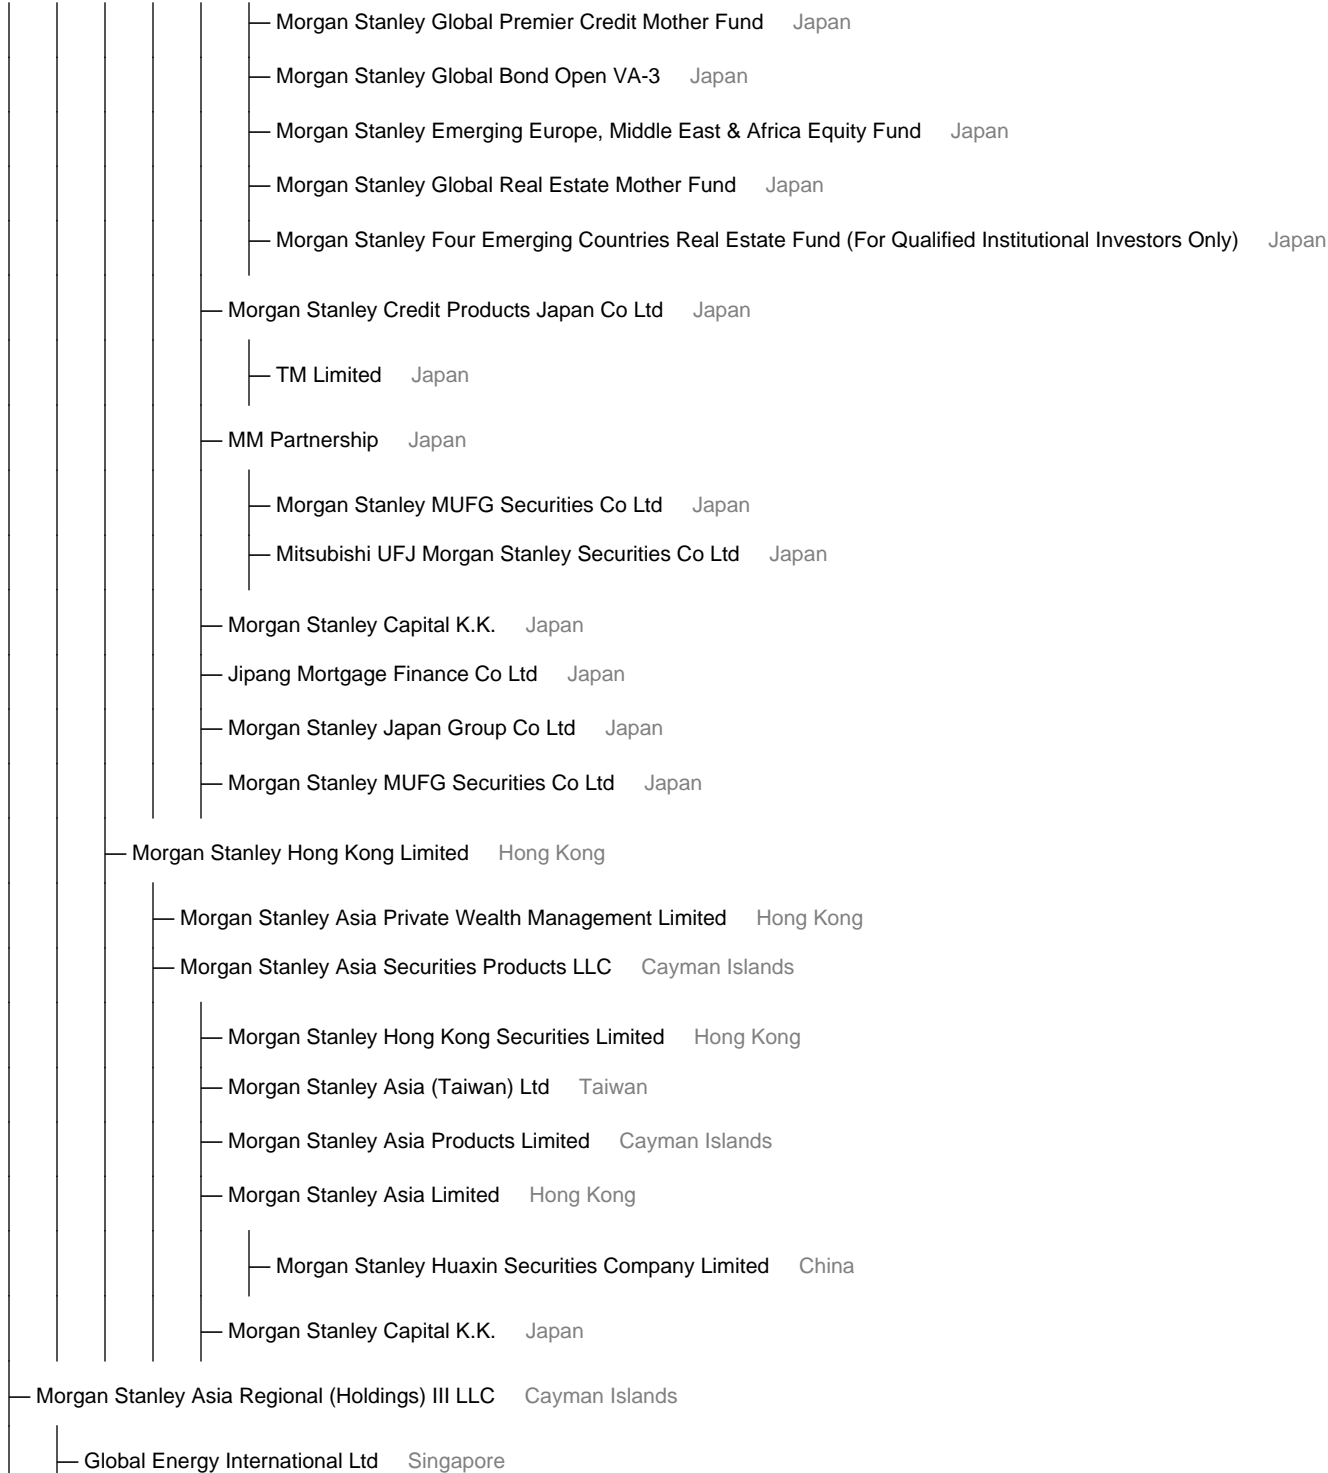 Morgan Stanley Global Premier Credit Mother Fund Japan
Morgan Stanley Global Bond Open VA-3 Japan
Morgan Stanley Emerging Europe, Middle East & Africa Equity Fund Japan
Morgan Stanley Global Real Estate Mother Fund Japan
Morgan Stanley Four Emerging Countries Real Estate Fund (For Qualified Institutional Investors Only) Japan
Morgan Stanley Credit Products Japan Co Ltd Japan
TM Limited Japan
MM Partnership Japan
Morgan Stanley MUFG Securities Co Ltd Japan
Mitsubishi UFJ Morgan Stanley Securities Co Ltd Japan
Morgan Stanley Capital K.K. Japan
Jipang Mortgage Finance Co Ltd Japan
Morgan Stanley Japan Group Co Ltd Japan
Morgan Stanley MUFG Securities Co Ltd Japan
Morgan Stanley Hong Kong Limited Hong Kong
Morgan Stanley Asia Private Wealth Management Limited Hong Kong
Morgan Stanley Asia Securities Products LLC Cayman Islands
Morgan Stanley Hong Kong Securities Limited Hong Kong
Morgan Stanley Asia (Taiwan) Ltd Taiwan
Morgan Stanley Asia Products Limited Cayman Islands
Morgan Stanley Asia Limited Hong Kong
Morgan Stanley Huaxin Securities Company Limited China
Morgan Stanley Capital K.K. Japan
Morgan Stanley Asia Regional (Holdings) III LLC Cayman Islands
Global Energy International Ltd Singapore